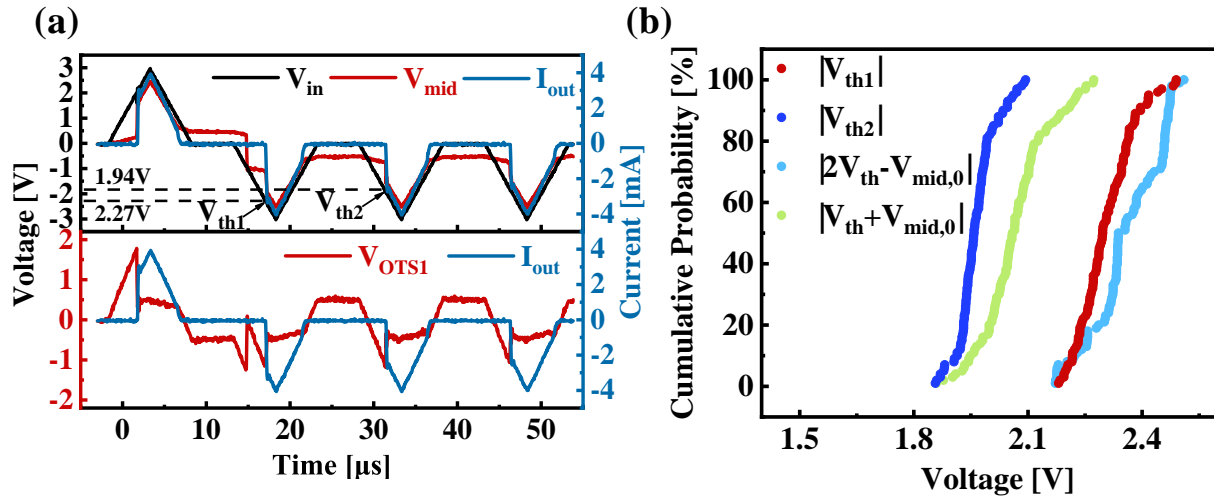 (a)
V_in V_mid I_out
3
2
1
0
-1
-2
-3
4
2
0
-2
-4
1.94V
2.27V
V_th1
V_th2
V_OTS1 I_out
2
1
0
-1
-2
4
2
0
-2
-4
Voltage [V]
Current [mA]
0 10 20 30 40 50
Time [μs]
(b)
|V_th1|
|V_th2|
|2V_th-V_mid,0|
|V_th+V_mid,0|
100
80
60
40
20
0
Cumulative Probability [%]
1.5 1.8 2.1 2.4
Voltage [V]